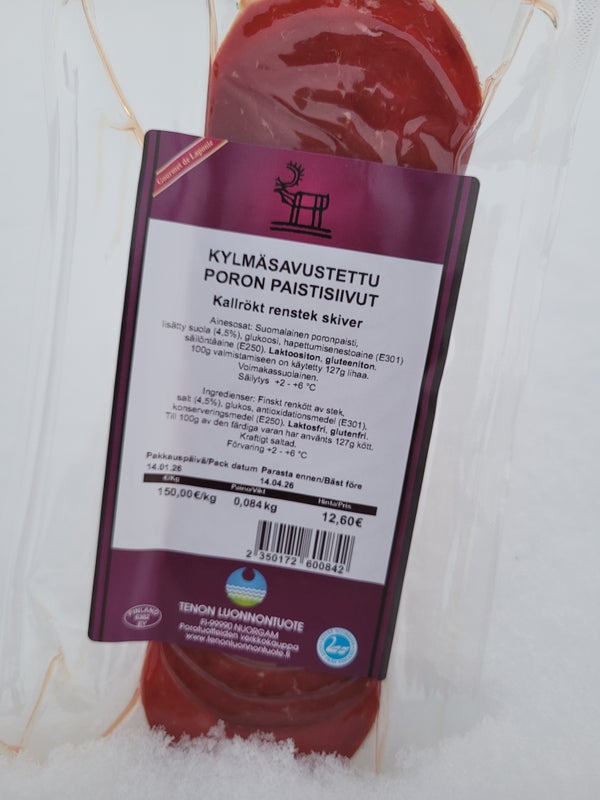 Gourmet de Laponie
KYLMÄSAVUSTETTU
PORON PAISTISIIVUT
Kallrökt renstek skiver
Ainesosat: Suomalainen poronpaisti,
lisätty suola (4,5%), glukoosi, hapettumisenestoaine (E301)
säilöntäaine (E250). Laktoositon, gluteeniton.
100g valmistamiseen on käytetty 127g lihaa.
Voimakassuolainen.
Säilytys +2 - +6 °C
Ingredienser: Finskt renkött av stek,
salt (4,5%), glukos, antioxidationsmedel (E301),
konserveringsmedel (E250). Laktosfri, glutenfri.
Till 100g av den färdiga varan har använts 127g kött.
Kraftigt saltad.
Förvaring +2 - +6 °C
Pakkauspäivä/Pack datum Parasta ennen/Bäst före
14.01.26 14.04.26
€/Kg Paino/Vikt Hinta/Pris
150,00€/kg 0,084 kg 12,60€
2 350172 600842
TENON LUONNONTUOTE
FI-99990 NUORGAM
Porotuotteiden verkkokauppa
www.tenonluonnontuote.fi
FINLAND
EY